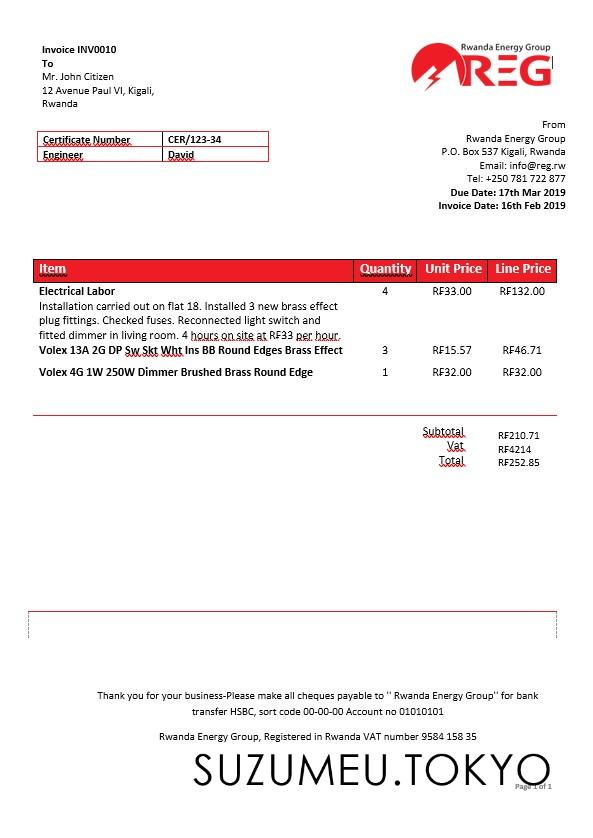 Invoice INV0010
To
Mr. John Citizen
12 Avenue Paul VI, Kigali,
Rwanda
Rwanda Energy Group
REG
Certificate Number CER/123-34
Engineer David
From
Rwanda Energy Group
P.O. Box 537 Kigali, Rwanda
Email: info@reg.rw
Tel: +250 781 722 877
Due Date: 17th Mar 2019
Invoice Date: 16th Feb 2019
Item Quantity Unit Price Line Price
Electrical Labor 4 RF33.00 RF132.00
Installation carried out on flat 18. Installed 3 new brass effect
plug fittings. Checked fuses. Reconnected light switch and
fitted dimmer in living room. 4 hours on site at RF33 per hour.
Volex 13A 2G DP Sw Skt Wht Ins BB Round Edges Brass Effect 3 RF15.57 RF46.71
Volex 4G 1W 250W Dimmer Brushed Brass Round Edge 1 RF32.00 RF32.00
Subtotal RF210.71
Vat RF4214
Total RF252.85
Thank you for your business-Please make all cheques payable to '' Rwanda Energy Group'' for bank
transfer HSBC, sort code 00-00-00 Account no 01010101
Rwanda Energy Group, Registered in Rwanda VAT number 9584 158 35
SUZUMEU.TOKYO
Page 1 of 1